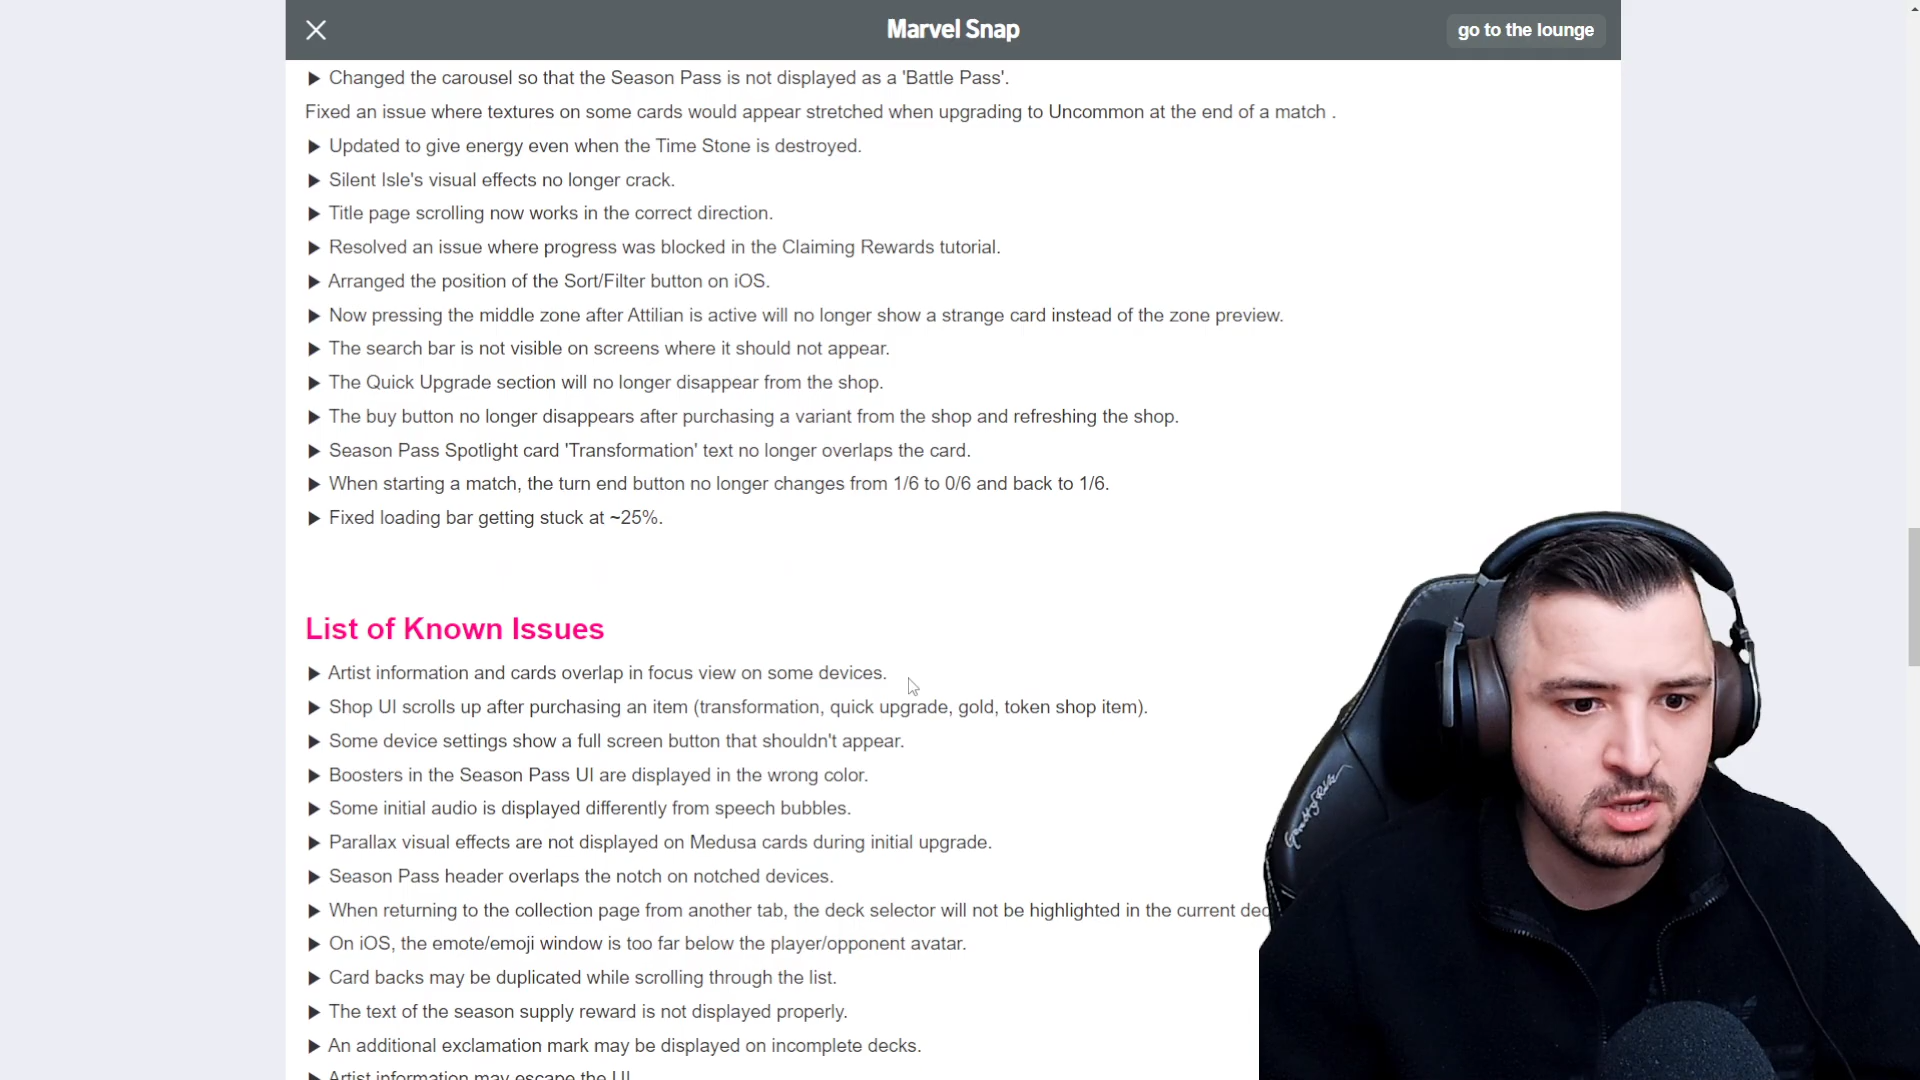 Marvel Snap
go to the lounge
▶ Changed the carousel so that the Season Pass is not displayed as a 'Battle Pass'.
Fixed an issue where textures on some cards would appear stretched when upgrading to Uncommon at the end of a match .
▶ Updated to give energy even when the Time Stone is destroyed.
▶ Silent Isle's visual effects no longer crack.
▶ Title page scrolling now works in the correct direction.
▶ Resolved an issue where progress was blocked in the Claiming Rewards tutorial.
▶ Arranged the position of the Sort/Filter button on iOS.
▶ Now pressing the middle zone after Attilian is active will no longer show a strange card instead of the zone preview.
▶ The search bar is not visible on screens where it should not appear.
▶ The Quick Upgrade section will no longer disappear from the shop.
▶ The buy button no longer disappears after purchasing a variant from the shop and refreshing the shop.
▶ Season Pass Spotlight card 'Transformation' text no longer overlaps the card.
▶ When starting a match, the turn end button no longer changes from 1/6 to 0/6 and back to 1/6.
▶ Fixed loading bar getting stuck at ~25%.
List of Known Issues
▶ Artist information and cards overlap in focus view on some devices.
▶ Shop UI scrolls up after purchasing an item (transformation, quick upgrade, gold, token shop item).
▶ Some device settings show a full screen button that shouldn't appear.
▶ Boosters in the Season Pass UI are displayed in the wrong color.
▶ Some initial audio is displayed differently from speech bubbles.
▶ Parallax visual effects are not displayed on Medusa cards during initial upgrade.
▶ Season Pass header overlaps the notch on notched devices.
▶ When returning to the collection page from another tab, the deck selector will not be highlighted in the current
▶ On iOS, the emote/emoji window is too far below the player/opponent avatar.
▶ Card backs may be duplicated while scrolling through the list.
▶ The text of the season supply reward is not displayed properly.
▶ An additional exclamation mark may be displayed on incomplete decks.
▶ Artist information may escape the UI